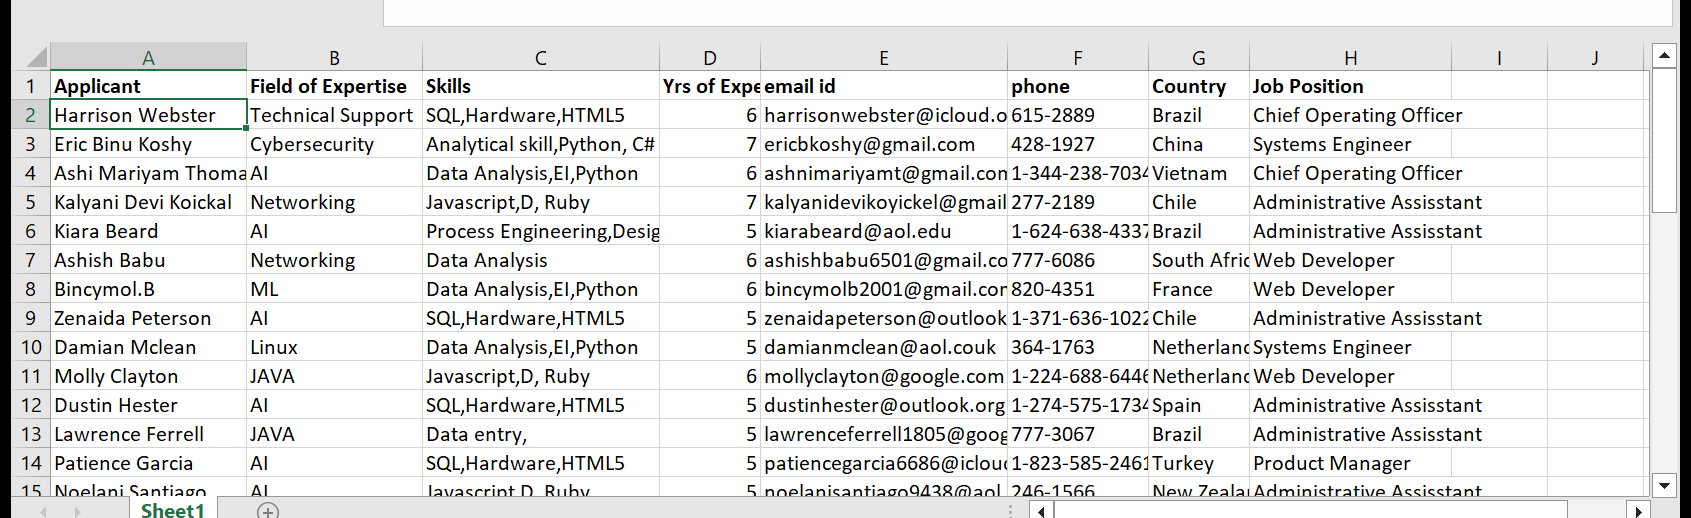 A B C D E F G H I J
1 Applicant Field of Expertise Skills Yrs of Expe email id phone Country Job Position
2 Harrison Webster Technical Support SQL,Hardware,HTML5 6 harrisonwebster@icloud.o 615-2889 Brazil Chief Operating Officer
3 Eric Binu Koshy Cybersecurity Analytical skill,Python, C# 7 ericbkoshy@gmail.com 428-1927 China Systems Engineer
4 Ashi Mariyam Thoma AI Data Analysis,EI,Python 6 ashnimariyamt@gmail.com 1-344-238-7034 Vietnam Chief Operating Officer
5 Kalyani Devi Koickal Networking Javascript,D, Ruby 7 kalyanidevikoyickel@gmail 277-2189 Chile Administrative Assisstant
6 Kiara Beard AI Process Engineering,Desig 5 kiarabeard@aol.edu 1-624-638-4337 Brazil Administrative Assisstant
7 Ashish Babu Networking Data Analysis 6 ashishbabu6501@gmail.co 777-6086 South Afric Web Developer
8 Bincymol.B ML Data Analysis,EI,Python 6 bincymolb2001@gmail.com 820-4351 France Web Developer
9 Zenaida Peterson AI SQL,Hardware,HTML5 5 zenaidapeterson@outlook 1-371-636-1022 Chile Administrative Assisstant
10 Damian Mclean Linux Data Analysis,EI,Python 5 damianmclean@aol.couk 364-1763 Netherland Systems Engineer
11 Molly Clayton JAVA Javascript,D, Ruby 6 mollyclayton@google.com 1-224-688-6446 Netherland Web Developer
12 Dustin Hester AI SQL,Hardware,HTML5 5 dustinhester@outlook.org 1-274-575-1734 Spain Administrative Assisstant
13 Lawrence Ferrell JAVA Data entry, 5 lawrenceferrell1805@goog 777-3067 Brazil Administrative Assisstant
14 Patience Garcia AI SQL,Hardware,HTML5 5 patiencegarcia6686@icloud 1-823-585-2461 Turkey Product Manager
15 Noelani Santiago AI Javascript,D, Ruby 5 noelanisantiago9438@aol 246-1566 New Zeala Administrative Assisstant
Sheet1